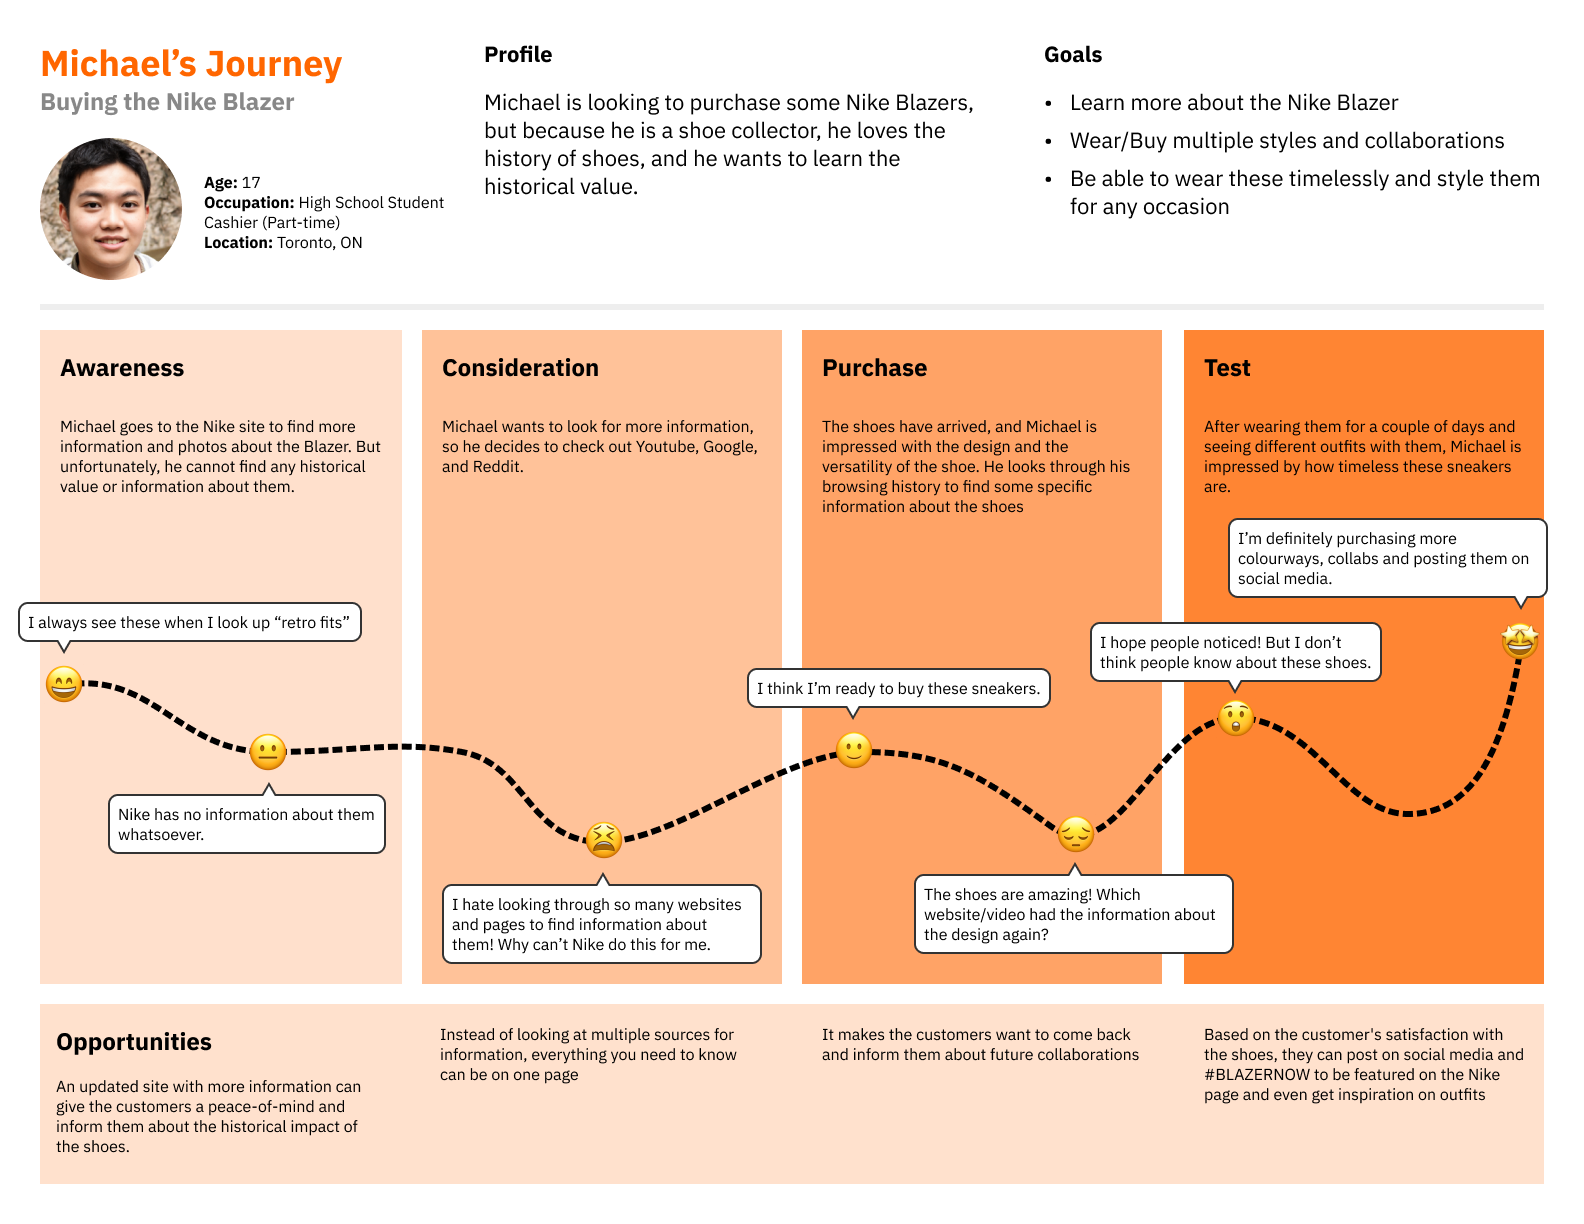 Michael’s Journey
Buying the Nike Blazer
Age: 17
Occupation: High School Student
Cashier (Part-time)
Location: Toronto, ON
Profile
Michael is looking to purchase some Nike Blazers,
but because he is a shoe collector, he loves the
history of shoes, and he wants to learn the
historical value.
Goals
• Learn more about the Nike Blazer
• Wear/Buy multiple styles and collaborations
• Be able to wear these timelessly and style them
for any occasion
Awareness
Michael goes to the Nike site to find more
information and photos about the Blazer. But
unfortunately, he cannot find any historical
value or information about them.
I always see these when I look up “retro fits”
Nike has no information about them
whatsoever.
Consideration
Michael wants to look for more information,
so he decides to check out Youtube, Google,
and Reddit.
I hate looking through so many websites
and pages to find information about
them! Why can’t Nike do this for me.
Purchase
The shoes have arrived, and Michael is
impressed with the design and the
versatility of the shoe. He looks through his
browsing history to find some specific
information about the shoes
I think I’m ready to buy these sneakers.
The shoes are amazing! Which
website/video had the information about
the design again?
Test
After wearing them for a couple of days and
seeing different outfits with them, Michael is
impressed by how timeless these sneakers
are.
I hope people noticed! But I don’t
think people know about these shoes.
I’m definitely purchasing more
colourways, collabs and posting them on
social media.
Opportunities
An updated site with more information can
give the customers a peace-of-mind and
inform them about the historical impact of
the shoes.
Instead of looking at multiple sources for
information, everything you need to know
can be on one page
It makes the customers want to come back
and inform them about future collaborations
Based on the customer's satisfaction with
the shoes, they can post on social media and
#BLAZERNOW to be featured on the Nike
page and even get inspiration on outfits